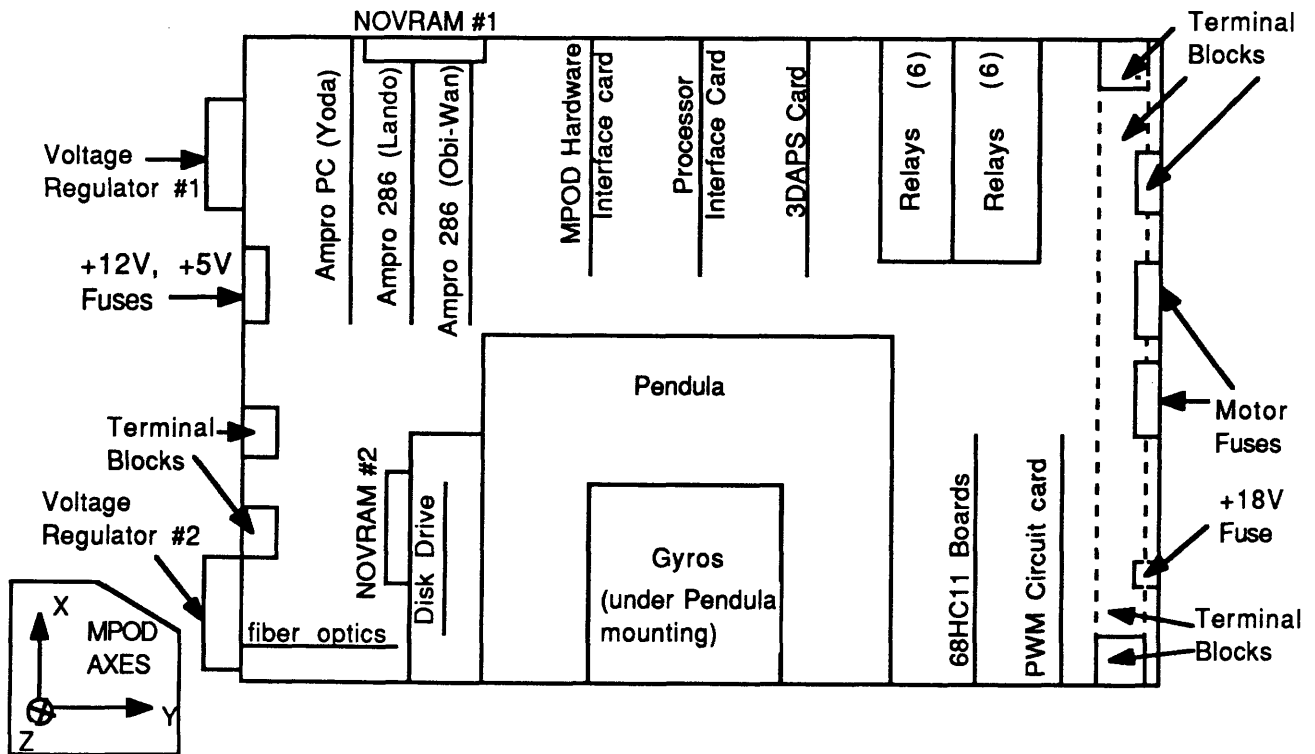 NOVRAM #1
Terminal
Blocks
Voltage
Regulator #1
Ampro PC (Yoda)
Ampro 286 (Lando)
Ampro 286 (Obi-Wan)
MPOD Hardware
Interface card
Processor
Interface Card
3DAPS Card
Relays (6)
Relays (6)
+12V, +5V
Fuses
Pendula
Motor
Fuses
Terminal
Blocks
NOVRAM #2
Disk Drive
Voltage
Regulator #2
Gyros
(under Pendula
mounting)
68HC11 Boards
PWM Circuit card
+18V
Fuse
fiber optics
Terminal
Blocks
X
MPOD
AXES
Y
Z